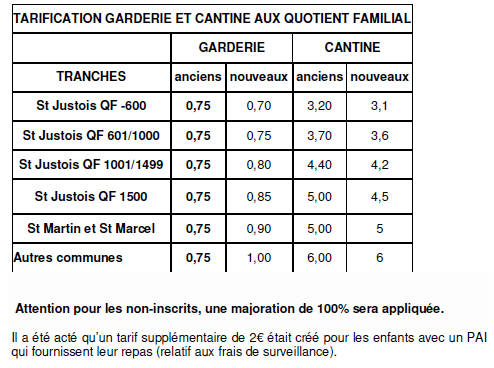 TARIFICATION GARDERIE ET CANTINE AUX QUOTIENT FAMILIAL
GARDERIE CANTINE
TRANCHES anciens nouveaux anciens nouveaux
St Justois QF -600 0,75 0,70 3,20 3,1
St Justois QF 601/1000 0,75 0,75 3,70 3,6
St Justois QF 1001/1499 0,75 0,80 4,40 4,2
St Justois QF 1500 0,75 0,85 5,00 4,5
St Martin et St Marcel 0,75 0,90 5,00 5
Autres communes 0,75 1,00 6,00 6
Attention pour les non-inscrits, une majoration de 100% sera appliquée.
Il a été acté qu'un tarif supplémentaire de 2€ était créé pour les enfants avec un PAI
qui fournissent leur repas (relatif aux frais de surveillance).